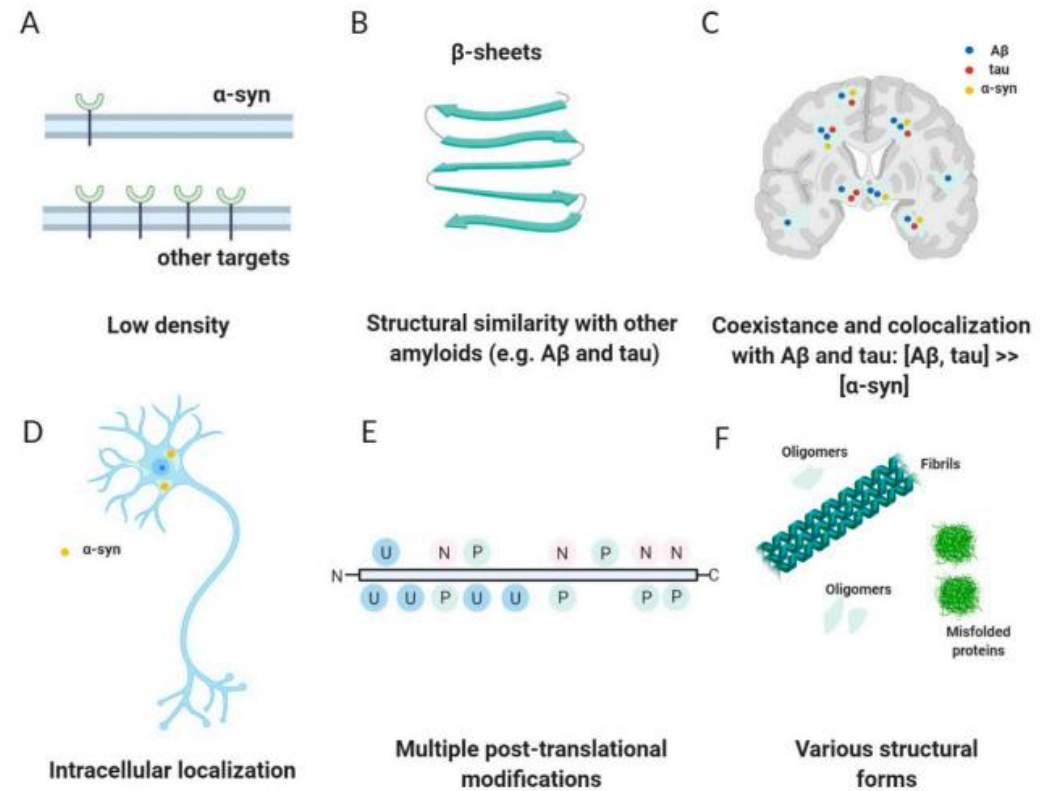 A
α-syn
other targets
Low density
B
β-sheets
Structural similarity with other
amyloids (e.g. Aβ and tau)
C
Aβ
tau
α-syn
Coexistance and colocalization
with Aβ and tau: [Aβ, tau] >>
[α-syn]
D
α-syn
Intracellular localization
E
U N P N P N N
N C
U U P U U P P P
Multiple post-translational
modifications
F
Oligomers
Fibrils
Oligomers
Misfolded
proteins
Various structural
forms